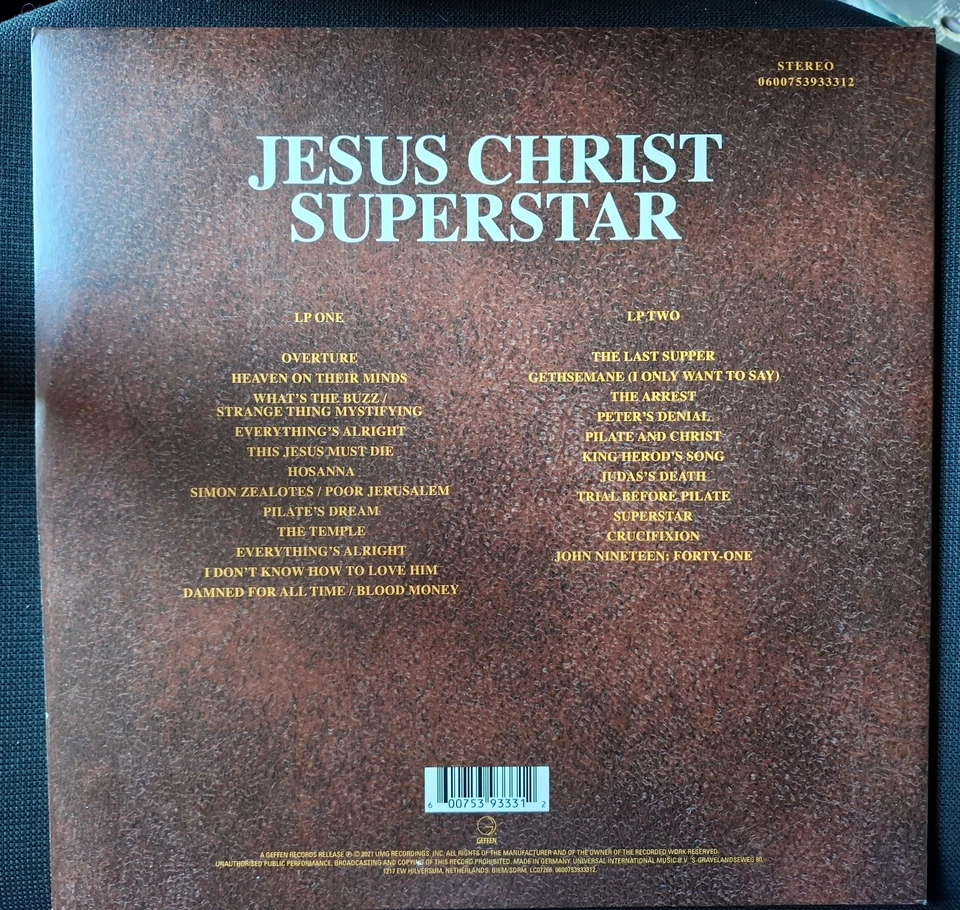 STEREO
0600753933312
JESUS CHRIST
SUPERSTAR
LP ONE
OVERTURE
HEAVEN ON THEIR MINDS
WHAT'S THE BUZZ /
STRANGE THING MYSTIFYING
EVERYTHING'S ALRIGHT
THIS JESUS MUST DIE
HOSANNA
SIMON ZEALOTES / POOR JERUSALEM
PILATE'S DREAM
THE TEMPLE
EVERYTHING'S ALRIGHT
I DON'T KNOW HOW TO LOVE HIM
DAMNED FOR ALL TIME / BLOOD MONEY
LP TWO
THE LAST SUPPER
GETHSEMANE (I ONLY WANT TO SAY)
THE ARREST
PETER'S DENIAL
PILATE AND CHRIST
KING HEROD'S SONG
JUDAS'S DEATH
TRIAL BEFORE PILATE
SUPERSTAR
CRUCIFIXION
JOHN NINETEEN: FORTY-ONE
6 00753 93331 2
GEFFEN
A GEFFEN RECORDS RELEASE ℗ © 2021 UMG RECORDINGS, INC. ALL RIGHTS OF THE MANUFACTURER AND OF THE OWNER OF THE RECORDED WORK RESERVED.
UNAUTHORISED PUBLIC PERFORMANCE, BROADCASTING AND COPYING OF THIS RECORD PROHIBITED. MADE IN GERMANY. UNIVERSAL INTERNATIONAL MUSIC B.V., 'S-GRAVELANDSEWEG 80,
1217 EW HILVERSUM, NETHERLANDS. BIEM/SDRM. LC07266. 0600753933312.